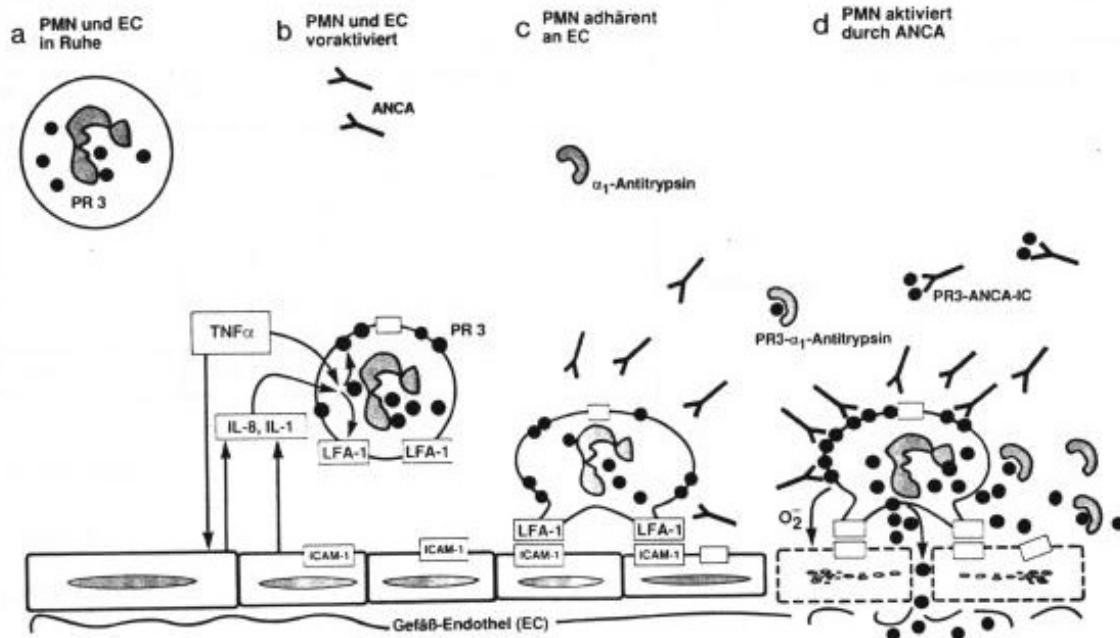 a PMN und EC
in Ruhe
b PMN und EC
voraktiviert
c PMN adhärent
an EC
d PMN aktiviert
durch ANCA
ANCA
PR 3
α1-Antitrypsin
PR3-ANCA-IC
TNFα
PR 3
PR3-α1-Antitrypsin
IL-8, IL-1
LFA-1
LFA-1
LFA-1
LFA-1
O2-
ICAM-1
ICAM-1
ICAM-1
ICAM-1
Gefäß-Endothel (EC)